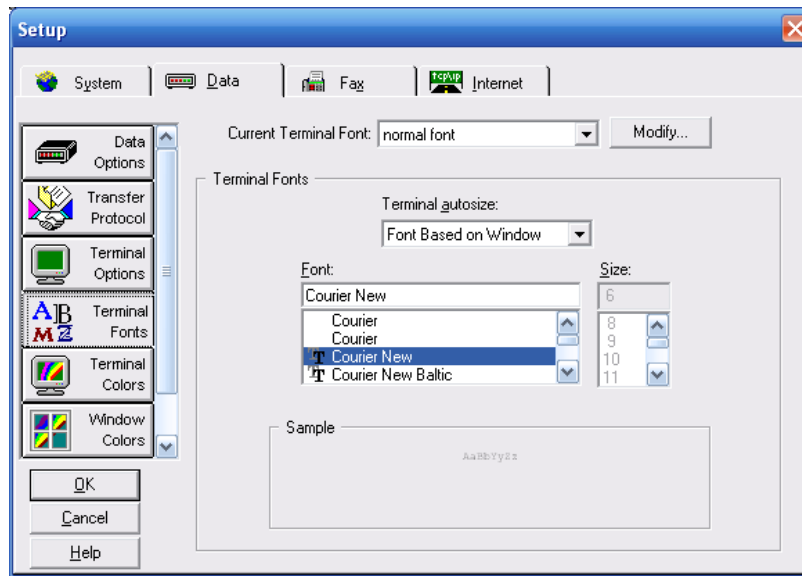 Setup
System
Data
Fax
tcp\ip
Internet
Data
Options
Transfer
Protocol
Terminal
Options
Terminal
Fonts
Terminal
Colors
Window
Colors
OK
Cancel
Help
Current Terminal Font: normal font
Modify...
Terminal Fonts
Terminal autosize:
Font Based on Window
Font:
Courier New
Courier
Courier
Courier New
Courier New Baltic
Size:
6
8
9
10
11
Sample
AaBbYyZz